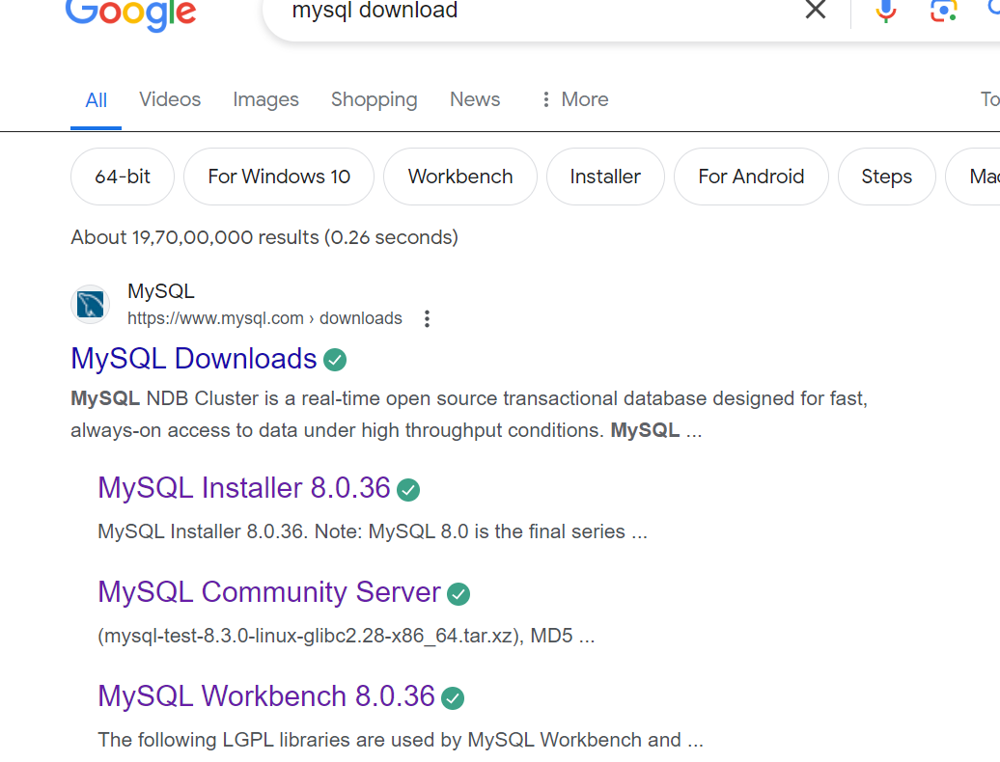 Google
mysql download
All Videos Images Shopping News More To
64-bit For Windows 10 Workbench Installer For Android Steps Mac
About 19,70,00,000 results (0.26 seconds)
MySQL
https://www.mysql.com › downloads
MySQL Downloads
MySQL NDB Cluster is a real-time open source transactional database designed for fast,
always-on access to data under high throughput conditions. MySQL ...
MySQL Installer 8.0.36
MySQL Installer 8.0.36. Note: MySQL 8.0 is the final series ...
MySQL Community Server
(mysql-test-8.3.0-linux-glibc2.28-x86_64.tar.xz), MD5 ...
MySQL Workbench 8.0.36
The following LGPL libraries are used by MySQL Workbench and ...